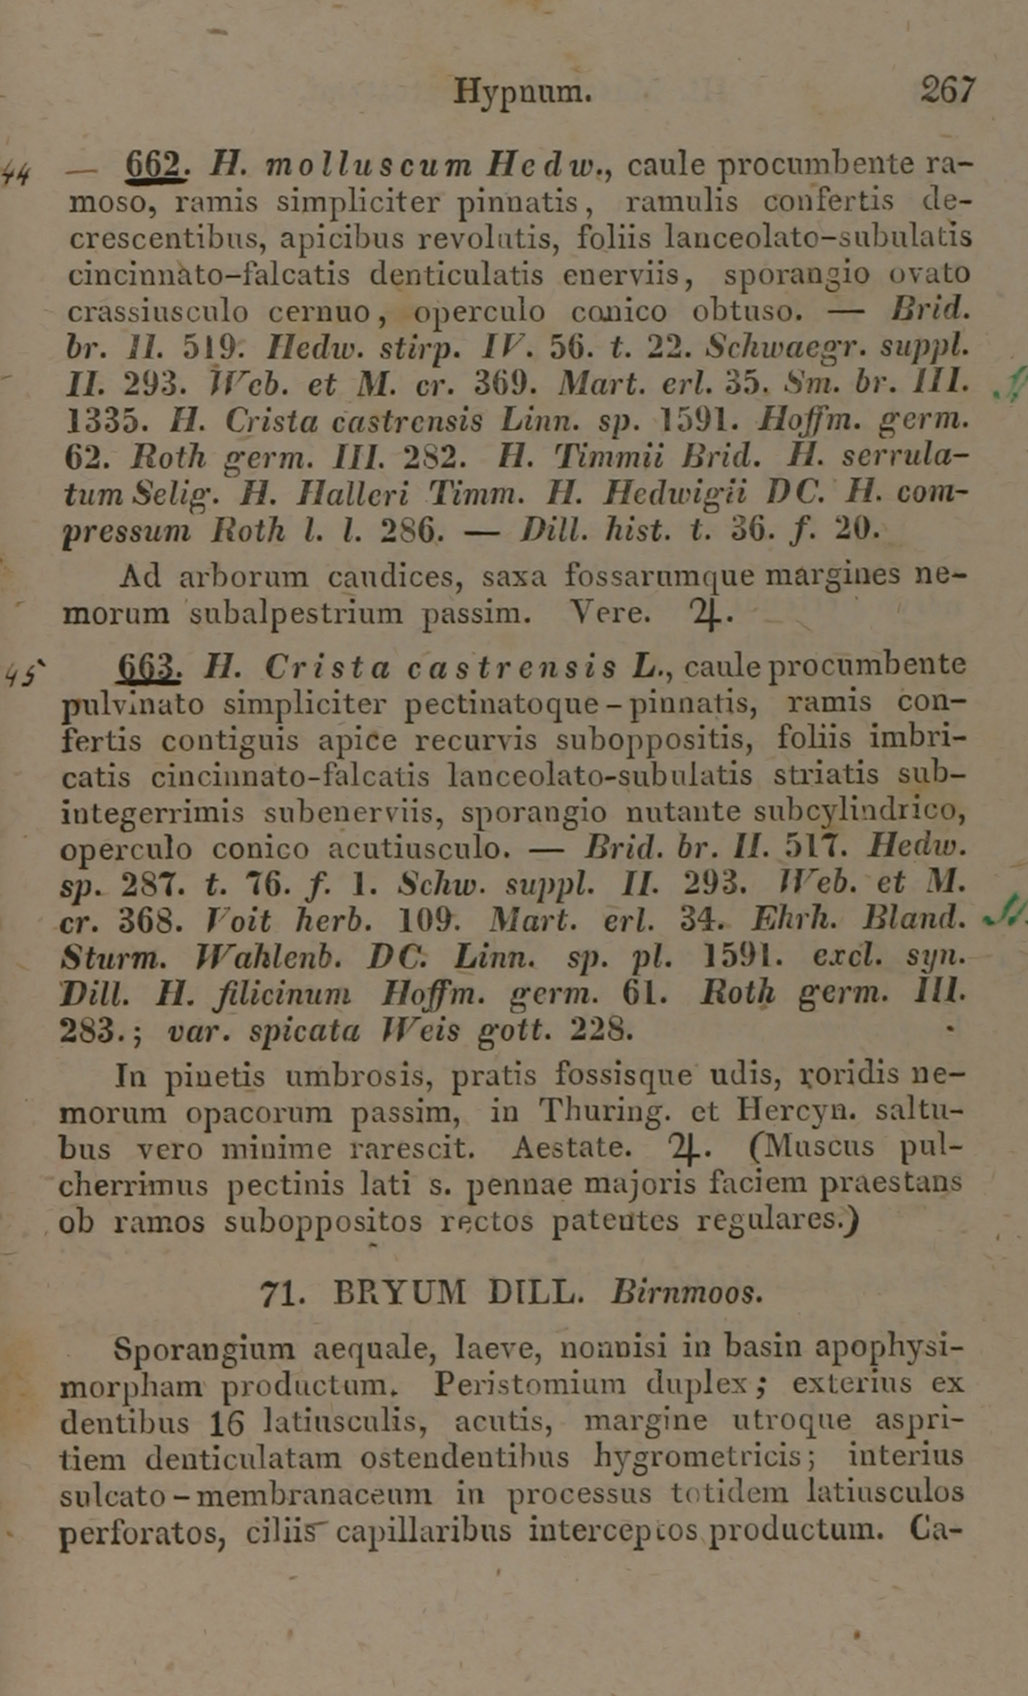 Hypnum. 267
44 — 662. H. molluscum Hedw., caule procumbente ra-
moso, ramis simpliciter pinnatis, ramulis confertis de-
crescentibus, apicibus revolutis, foliis lanceolato-subulatis
cincinnato-falcatis denticulatis enerviis, sporangio ovato
crassiusculo cernuo, operculo conico obtuso. — Brid.
br. II. 519. Hedw. stirp. IV. 56. t. 22. Schwaegr. suppl.
II. 293. Web. et M. cr. 369. Mart. erl. 35. Sm. br. III.
1335. H. Crista castrensis Linn. sp. 1591. Hoffm. germ.
62. Roth germ. III. 282. H. Timmii Brid. H. serrula-
tum Selig. H. Halleri Timm. H. Hedwigii DC. H. com-
pressum Roth l. l. 286. — Dill. hist. t. 36. f. 20.
Ad arborum caudices, saxa fossarumque margines ne-
morum subalpestrium passim. Vere. ♃.
45 663. H. Crista castrensis L., caule procumbente
pulvinato simpliciter pectinatoque-pinnatis, ramis con-
fertis contiguis apice recurvis suboppositis, foliis imbri-
catis cincinnato-falcatis lanceolato-subulatis striatis sub-
integerrimis subenerviis, sporangio nutante subcylindrico,
operculo conico acutiusculo. — Brid. br. II. 517. Hedw.
sp. 287. t. 76. f. 1. Schw. suppl. II. 293. Web. et M.
cr. 368. Voit herb. 109. Mart. erl. 34. Ehrh. Bland.
Sturm. Wahlenb. DC. Linn. sp. pl. 1591. excl. syn.
Dill. H. filicinum Hoffm. germ. 61. Roth germ. III.
283.; var. spicata Weis gott. 228.
In pinetis umbrosis, pratis fossisque udis, roridis ne-
morum opacorum passim, in Thuring. et Hercyn. saltu-
bus vero minime rarescit. Aestate. ♃. (Muscus pul-
cherrimus pectinis lati s. pennae majoris faciem praestans
ob ramos suboppositos rectos patentes regulares.)
71. BRYUM DILL. Birnmoos.
Sporangium aequale, laeve, nonnisi in basin apophysi-
morpham productum. Peristomium duplex; exterius ex
dentibus 16 latiusculis, acutis, margine utroque aspri-
tiem denticulatam ostendentibus hygrometricis; interius
sulcato-membranaceum in processus totidem latiusculos
perforatos, ciliis capillaribus interceptos productum. Ca-